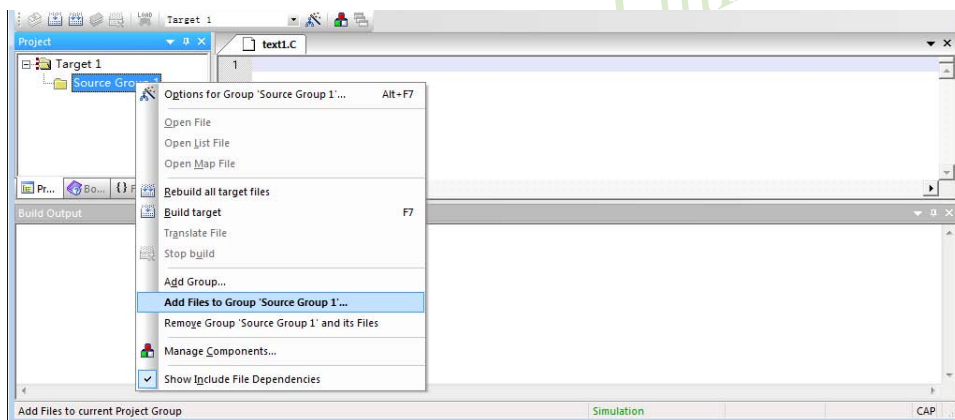 LOAD
Target 1
Project
text1.C
Target 1
1
Source Gro
Options for Group 'Source Group 1'... Alt+F7
Open File
Open List File
Open Map File
Rebuild all target files
Build target F7
Translate File
Stop build
Add Group...
Add Files to Group 'Source Group 1'...
Remove Group 'Source Group 1' and its Files
Manage Components...
Show Include File Dependencies
Pr... Bo... {} F
Build Output
Add Files to current Project Group Simulation CAP